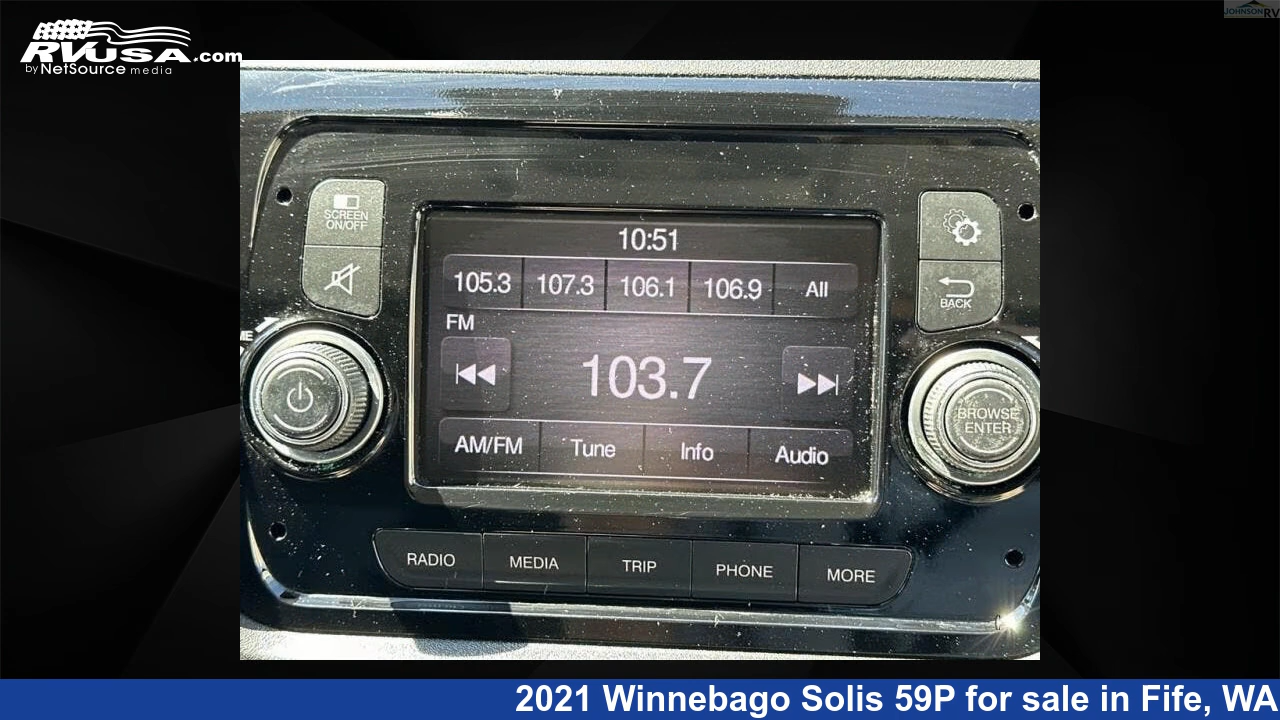 RVUSA.com
by NetSource media
JOHNSON RV
SCREEN
ON/OFF
10:51
105.3 107.3 106.1 106.9 All
FM
103.7
BACK
BROWSE
ENTER
AM/FM Tune Info Audio
RADIO MEDIA TRIP PHONE MORE
2021 Winnebago Solis 59P for sale in Fife, WA